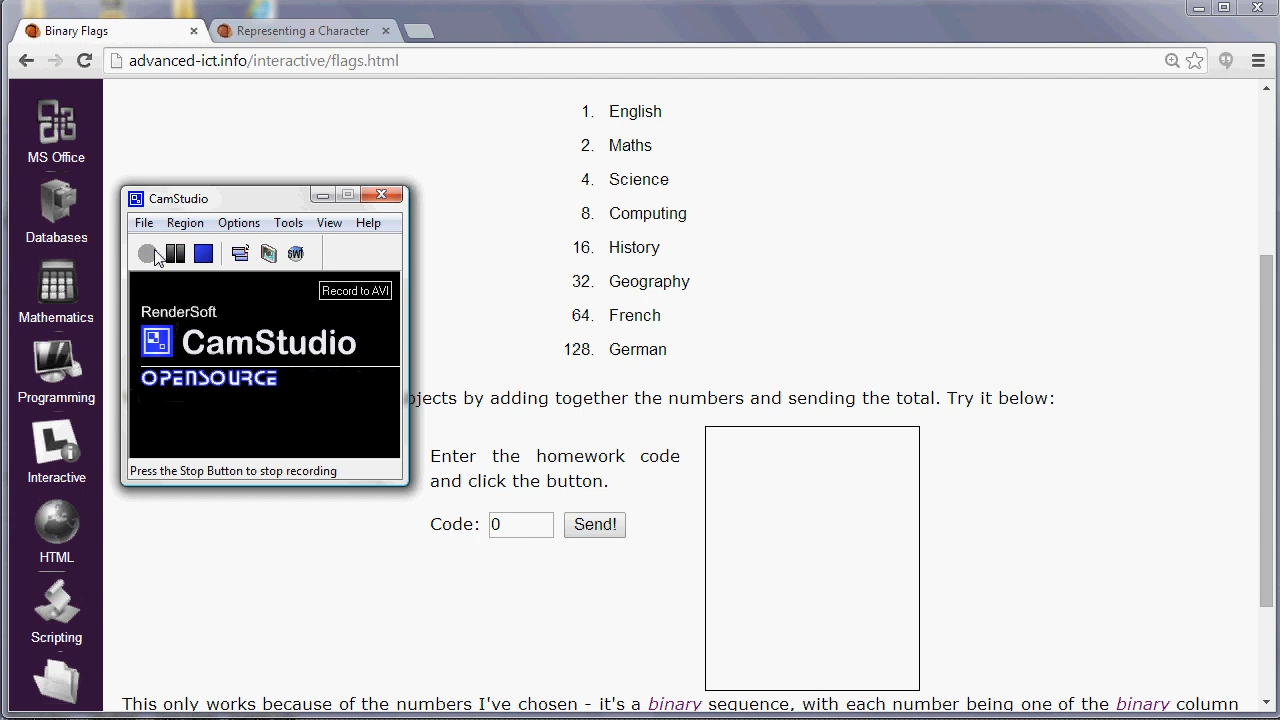 Binary Flags
Representing a Character
advanced-ict.info/interactive/flags.html
MS Office
Databases
Mathematics
Programming
Interactive
HTML
Scripting
1. English
2. Maths
4. Science
8. Computing
16. History
32. Geography
64. French
128. German
CamStudio
File Region Options Tools View Help
SWF
Record to AVI
RenderSoft
CamStudio
OPENSOURCE
Press the Stop Button to stop recording
by adding together the numbers and sending the total. Try it below:
Enter the homework code
and click the button.
Code: 0 Send!
This only works because of the numbers I've chosen - it's a binary sequence, with each number being one of the binary column